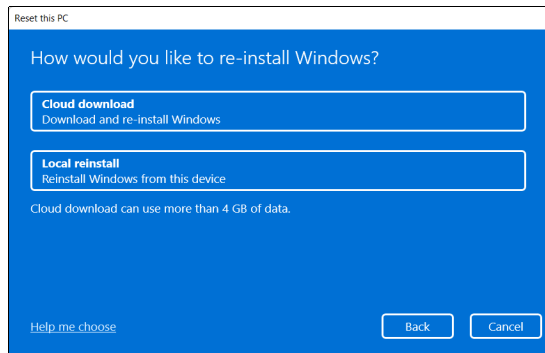 Reset this PC
How would you like to re-install Windows?
Cloud download
Download and re-install Windows
Local reinstall
Reinstall Windows from this device
Cloud download can use more than 4 GB of data.
Help me choose
Back
Cancel